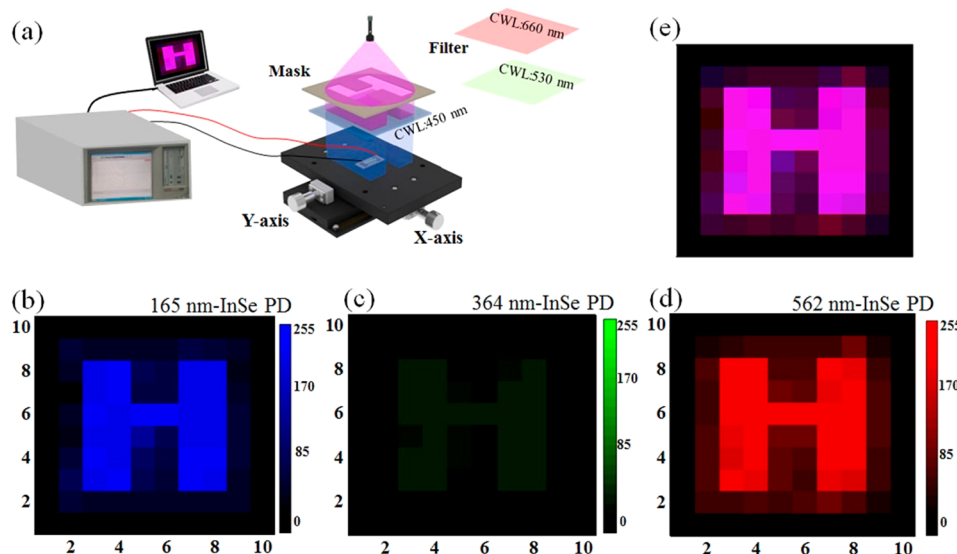 (a)
Mask
Filter
CWL:660 nm
CWL:530 nm
CWL:450 nm
Y-axis
X-axis
(e)
(b)
165 nm-InSe PD
10
8
6
4
2
2 4 6 8 10
255
170
85
0
(c)
364 nm-InSe PD
10
8
6
4
2
2 4 6 8 10
255
170
85
0
(d)
562 nm-InSe PD
10
8
6
4
2
2 4 6 8 10
255
170
85
0